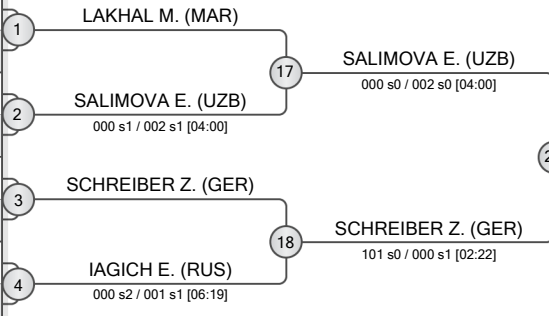 LAKHAL M. (MAR)
1
17
SALIMOVA E. (UZB)
000 s0 / 002 s0 [04:00]
SALIMOVA E. (UZB)
2
000 s1 / 002 s1 [04:00]
SCHREIBER Z. (GER)
3
18
SCHREIBER Z. (GER)
101 s0 / 000 s1 [02:22]
IAGICH E. (RUS)
4
000 s2 / 001 s1 [06:19]